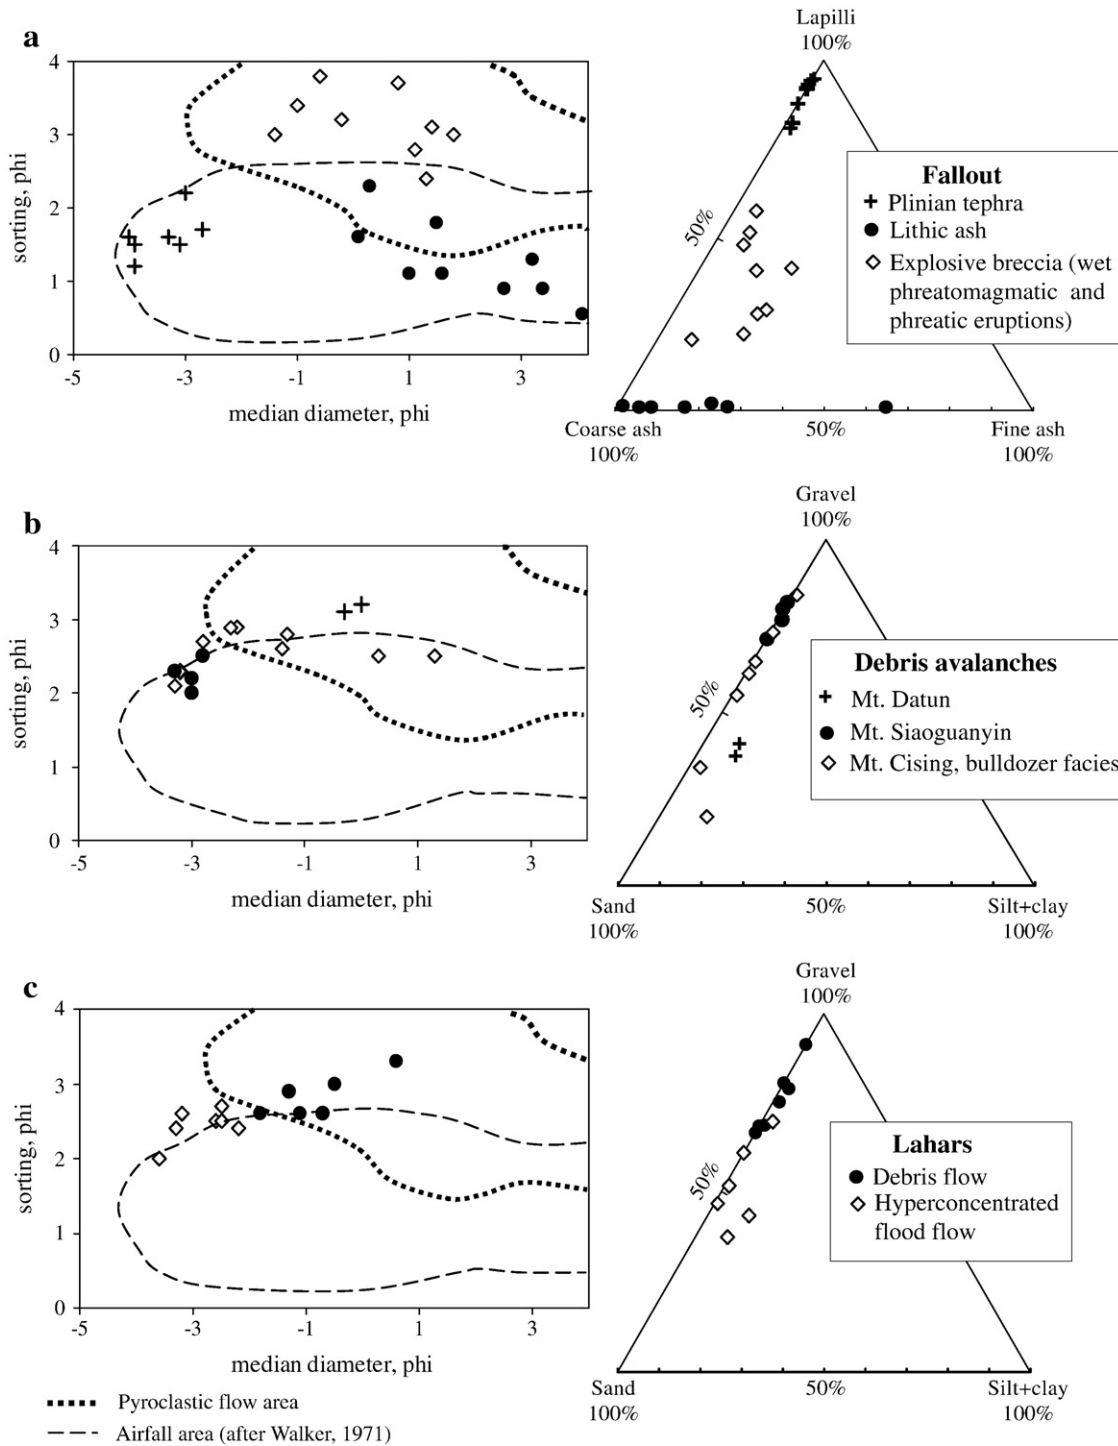 a
4
3
2
1
0
sorting, phi
-5
-3
-1
1
3
median diameter, phi
Lapilli
100%
50%
Coarse ash
100%
50%
Fine ash
100%
Fallout
Plinian tephra
Lithic ash
Explosive breccia (wet
phreatomagmatic and
phreatic eruptions)
b
4
3
2
1
0
sorting, phi
-5
-3
-1
1
3
median diameter, phi
Gravel
100%
50%
Sand
100%
50%
Silt+clay
100%
Debris avalanches
Mt. Datun
Mt. Siaoguanyin
Mt. Cising, bulldozer facies
c
4
3
2
1
0
sorting, phi
-5
-3
-1
1
3
median diameter, phi
Gravel
100%
50%
Sand
100%
50%
Silt+clay
100%
Lahars
Debris flow
Hyperconcentrated
flood flow
Pyroclastic flow area
Airfall area (after Walker, 1971)